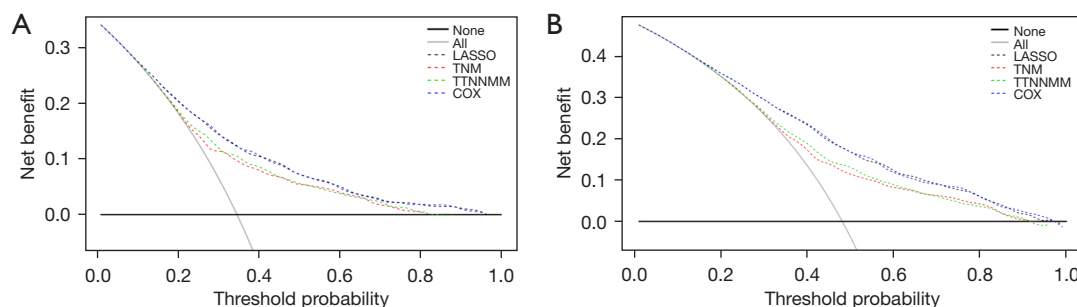 A
Net benefit
0.3
0.2
0.1
0.0
0.0 0.2 0.4 0.6 0.8 1.0
Threshold probability
None
All
LASSO
TNM
TTNNMM
COX
B
Net benefit
0.4
0.3
0.2
0.1
0.0
0.0 0.2 0.4 0.6 0.8 1.0
Threshold probability
None
All
LASSO
TNM
TTNNMM
COX